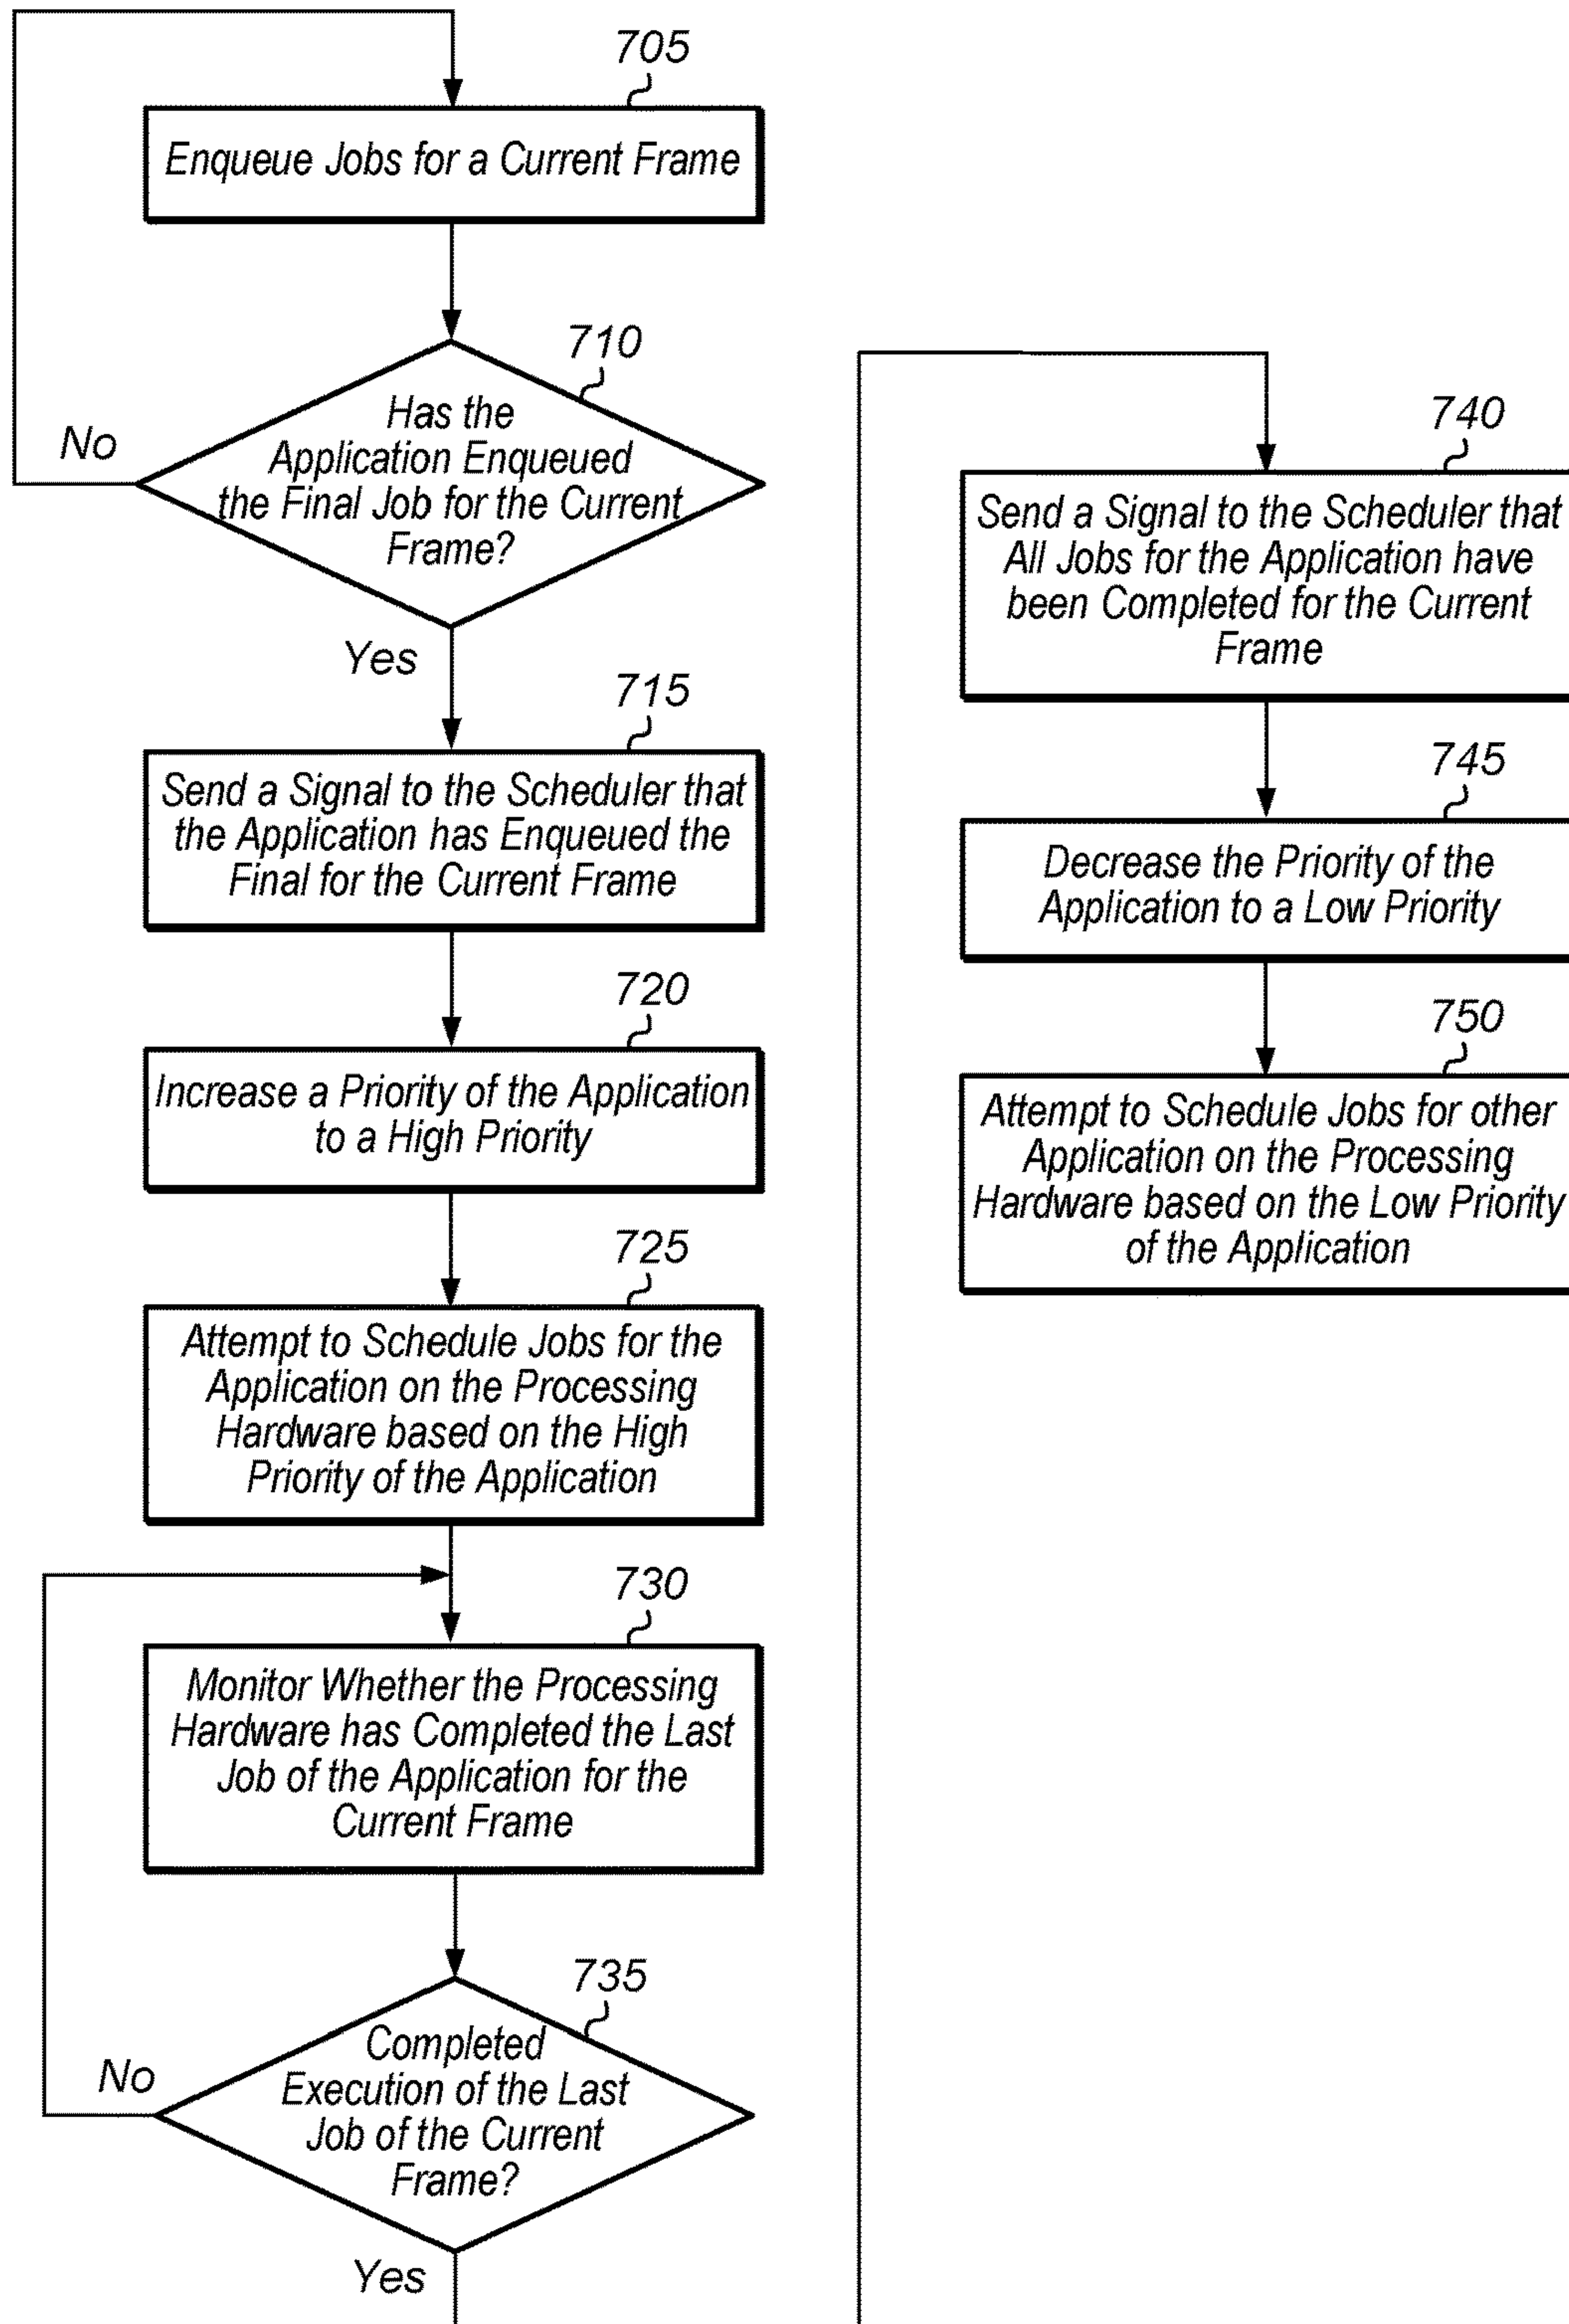 705
Enqueue Jobs for a Current Frame
710
Has the
Application Enqueued
the Final Job for the Current
Frame?
No
Yes
715
Send a Signal to the Scheduler that
the Application has Enqueued the
Final for the Current Frame
720
Increase a Priority of the Application
to a High Priority
725
Attempt to Schedule Jobs for the
Application on the Processing
Hardware based on the High
Priority of the Application
730
Monitor Whether the Processing
Hardware has Completed the Last
Job of the Application for the
Current Frame
735
Completed
Execution of the Last
Job of the Current
Frame?
No
Yes
740
Send a Signal to the Scheduler that
All Jobs for the Application have
been Completed for the Current
Frame
745
Decrease the Priority of the
Application to a Low Priority
750
Attempt to Schedule Jobs for other
Application on the Processing
Hardware based on the Low Priority
of the Application